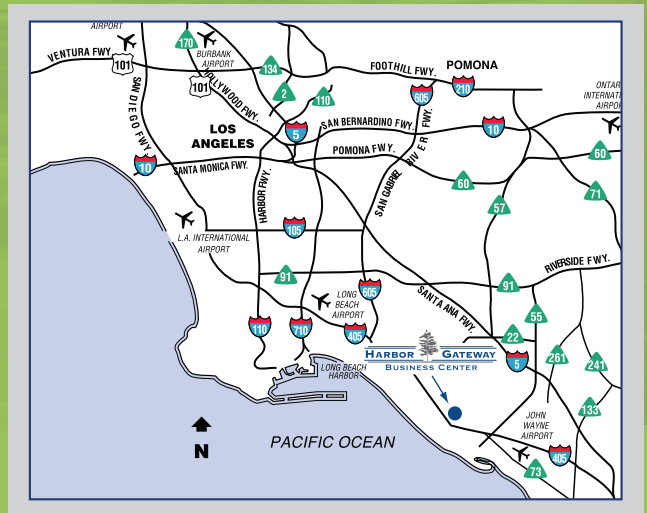 AIRPORT
VENTURA FWY.
101
170
BURBANK
AIRPORT
134
FOOTHILL FWY.
POMONA
210
101
HOLLYWOOD FWY.
2
110
605
SAN DIEGO FWY.
LOS
ANGELES
5
SAN BERNARDINO FWY.
10
ONTAR
INTERNATI
AIRPOR
10
SANTA MONICA FWY.
POMONA FWY.
60
60
HARBOR FWY.
SAN GABRIEL RIVER FWY.
57
71
L.A. INTERNATIONAL
AIRPORT
105
91
RIVERSIDE FWY.
91
605
LONG
BEACH
AIRPORT
SANTA ANA FWY.
55
110
710
405
22
5
261
241
HARBOR GATEWAY
BUSINESS CENTER
LONG BEACH
HARBOR
133
JOHN
WAYNE
AIRPORT
N
PACIFIC OCEAN
405
73